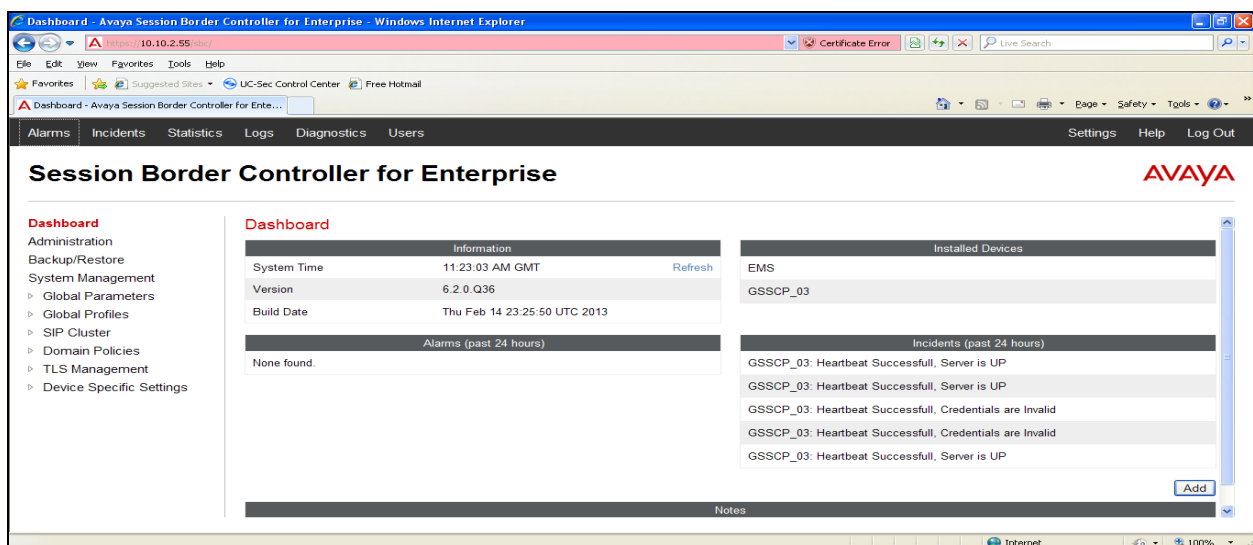 Dashboard - Avaya Session Border Controller for Enterprise - Windows Internet Explorer
https://10.10.2.55/sbc/ Certificate Error Live Search
File Edit View Favorites Tools Help
Favorites Suggested Sites UC-Sec Control Center Free Hotmail
Dashboard - Avaya Session Border Controller for Ente... Page Safety Tools »
Alarms Incidents Statistics Logs Diagnostics Users Settings Help Log Out
Session Border Controller for Enterprise AVAYA
Dashboard
Administration
Backup/Restore
System Management
Global Parameters
Global Profiles
SIP Cluster
Domain Policies
TLS Management
Device Specific Settings
Dashboard
Information
System Time 11:23:03 AM GMT Refresh
Version 6.2.0.Q36
Build Date Thu Feb 14 23:25:50 UTC 2013
Installed Devices
EMS
GSSCP_03
Alarms (past 24 hours)
None found.
Incidents (past 24 hours)
GSSCP_03: Heartbeat Successfull, Server is UP
GSSCP_03: Heartbeat Successfull, Server is UP
GSSCP_03: Heartbeat Successfull, Credentials are Invalid
GSSCP_03: Heartbeat Successfull, Credentials are Invalid
GSSCP_03: Heartbeat Successfull, Server is UP
Add
Notes
Internet 100%